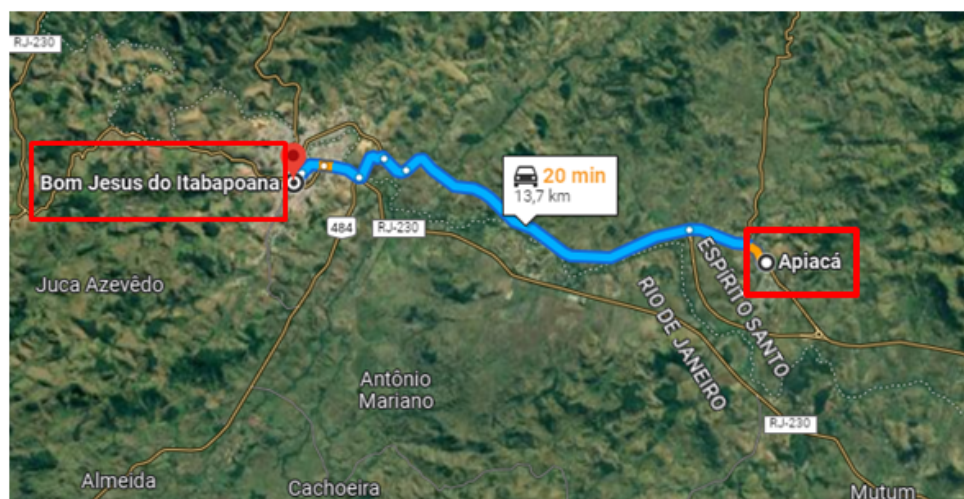 RJ-230
Bom Jesus do Itabapoana
20 min
13,7 km
484
RJ-230
Apiacá
ESPÍRITO SANTO
RIO DE JANEIRO
Juca Azevêdo
Antônio
Mariano
RJ-230
Almeida
Cachoeira
Mutum